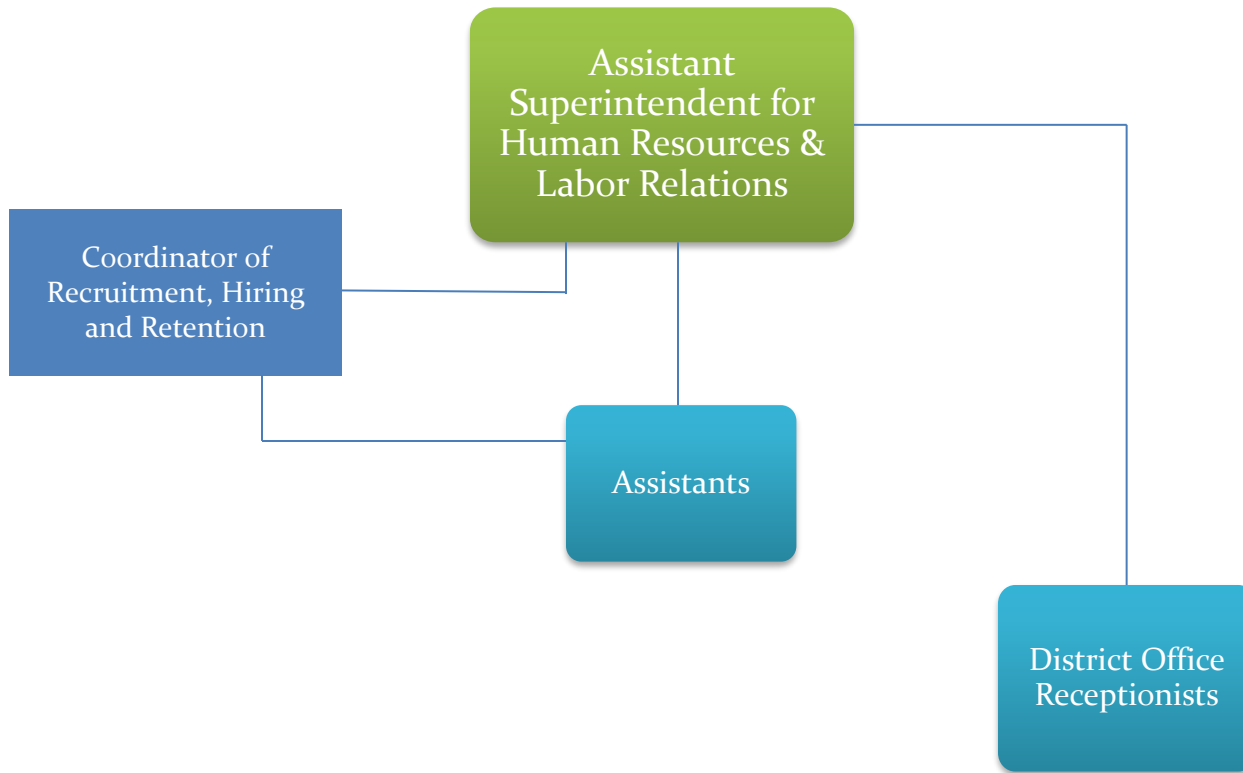 Assistant
Superintendent for
Human Resources &
Labor Relations
Coordinator of
Recruitment, Hiring
and Retention
Assistants
District Office
Receptionists